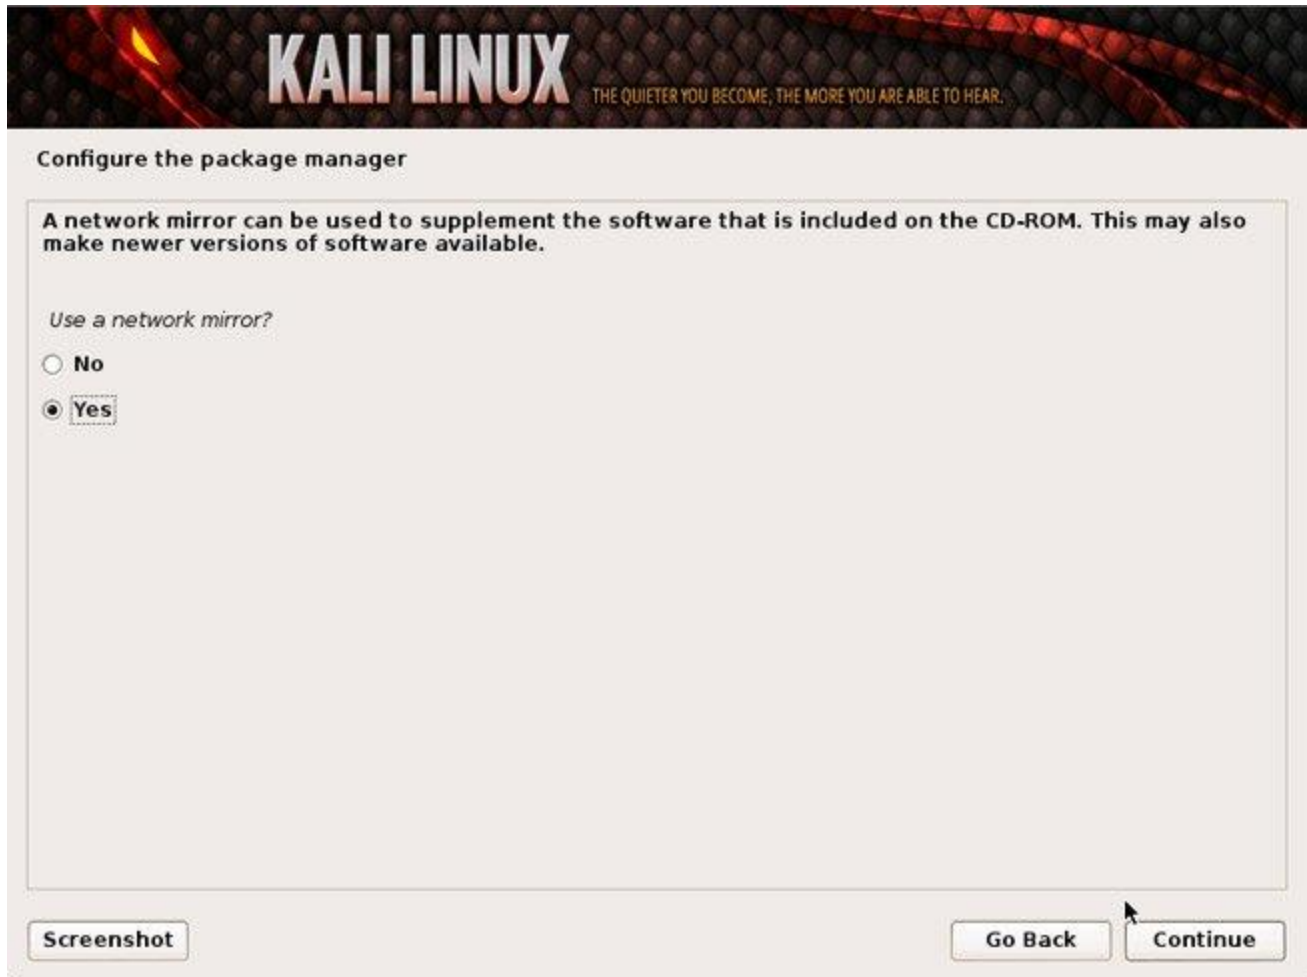 KALI LINUX
THE QUIETER YOU BECOME, THE MORE YOU ARE ABLE TO HEAR.
Configure the package manager
A network mirror can be used to supplement the software that is included on the CD-ROM. This may also
make newer versions of software available.
Use a network mirror?
No
Yes
Screenshot
Go Back
Continue